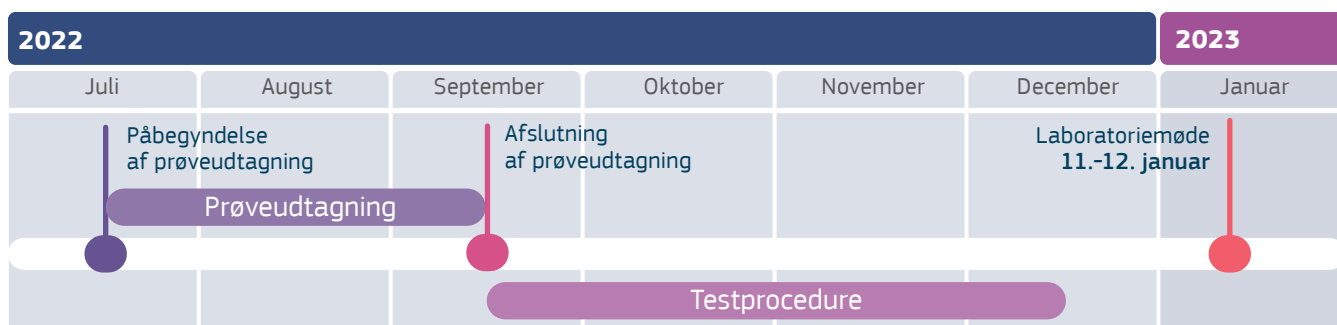 2022
2023
Juli
August
September
Oktober
November
December
Januar
Påbegyndelse
af prøveudtagning
Afslutning
af prøveudtagning
Laboratoriemøde
11.-12. januar
Prøveudtagning
Testprocedure